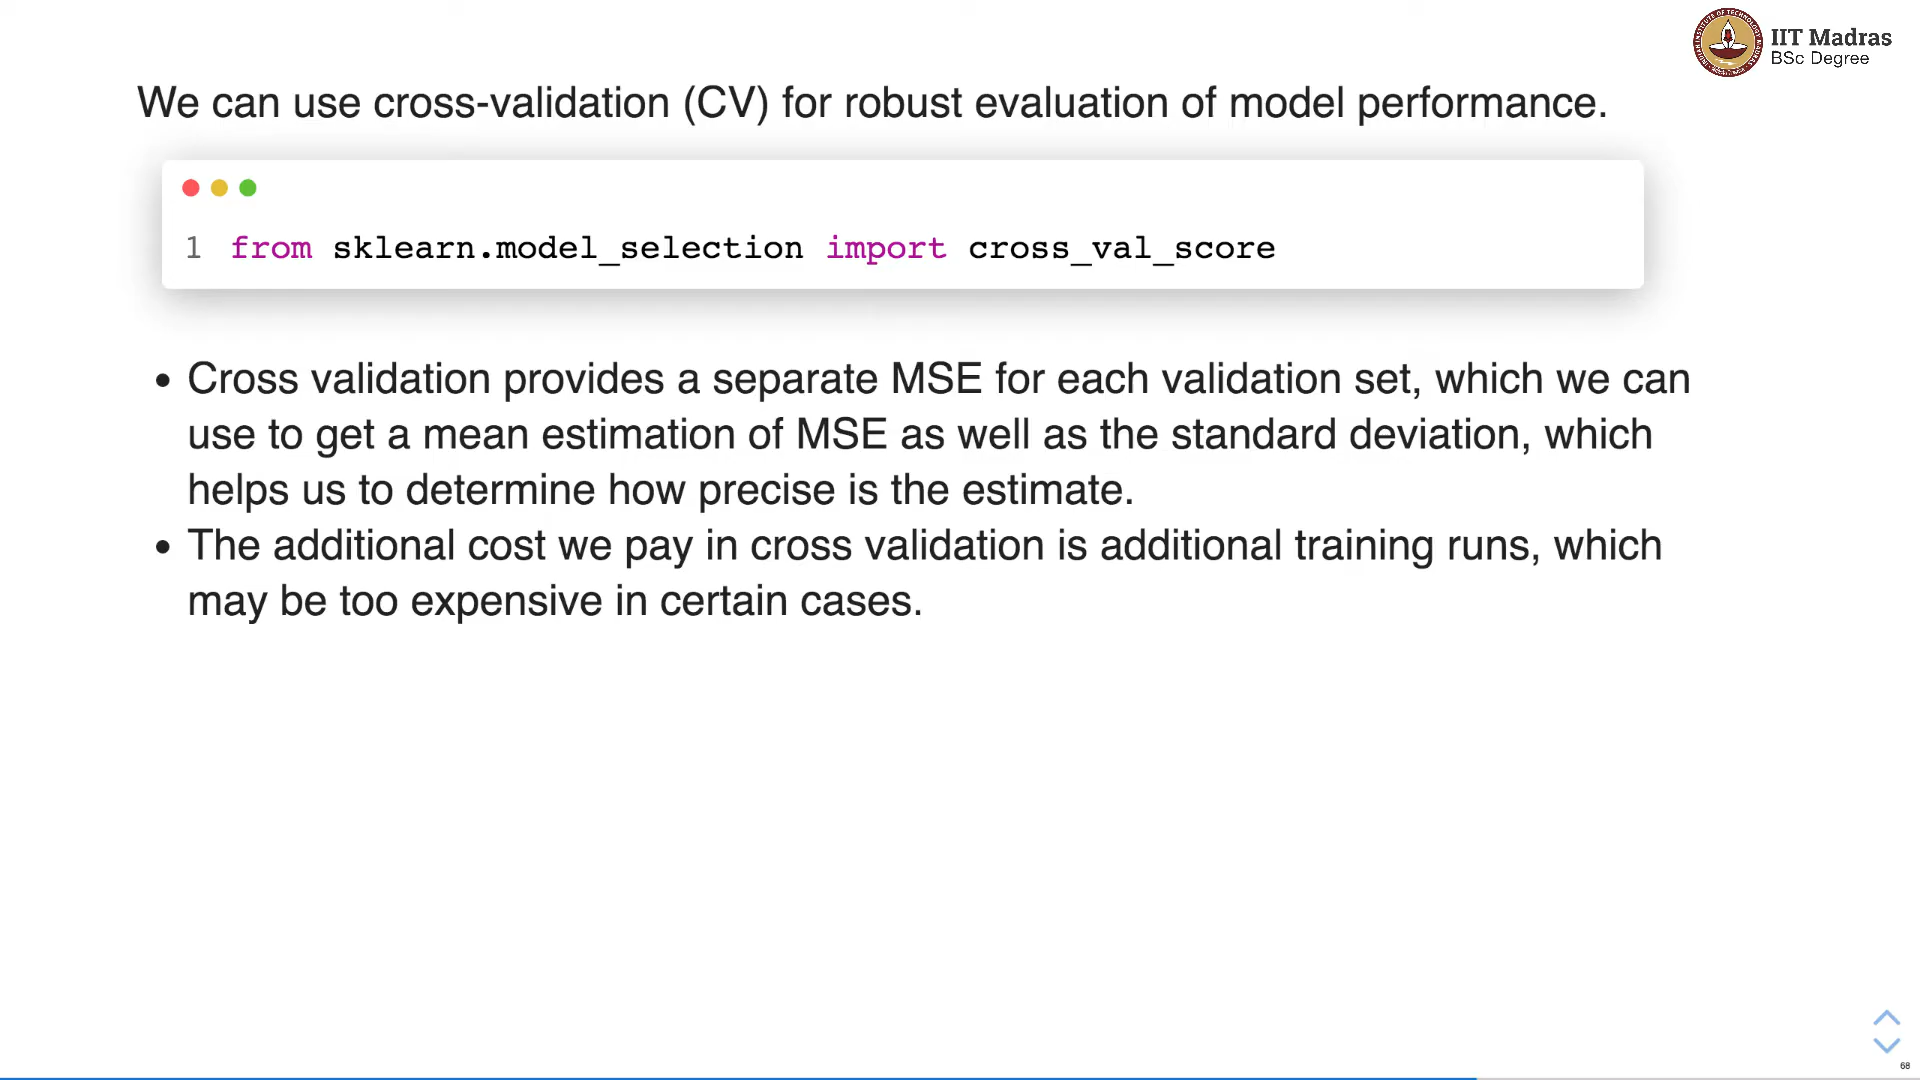 IIT Madras
BSc Degree
We can use cross-validation (CV) for robust evaluation of model performance.
1 from sklearn.model_selection import cross_val_score
• Cross validation provides a separate MSE for each validation set, which we can
use to get a mean estimation of MSE as well as the standard deviation, which
helps us to determine how precise is the estimate.
• The additional cost we pay in cross validation is additional training runs, which
may be too expensive in certain cases.
68